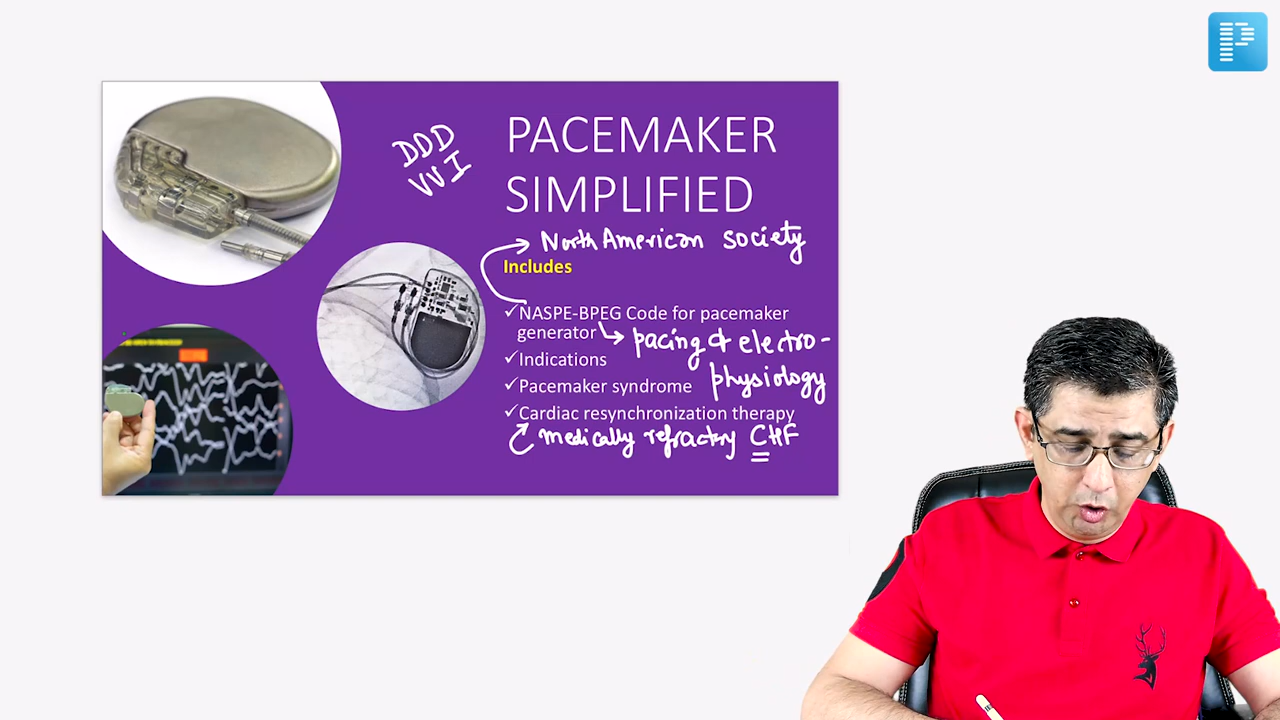 DDD
VVI
PACEMAKER
SIMPLIFIED
North American society
Includes
✓NASPE-BPEG Code for pacemaker
generator
pacing & electro-
✓Indications
physiology
✓Pacemaker syndrome
✓Cardiac resynchronization therapy
medically refractry CHF
P